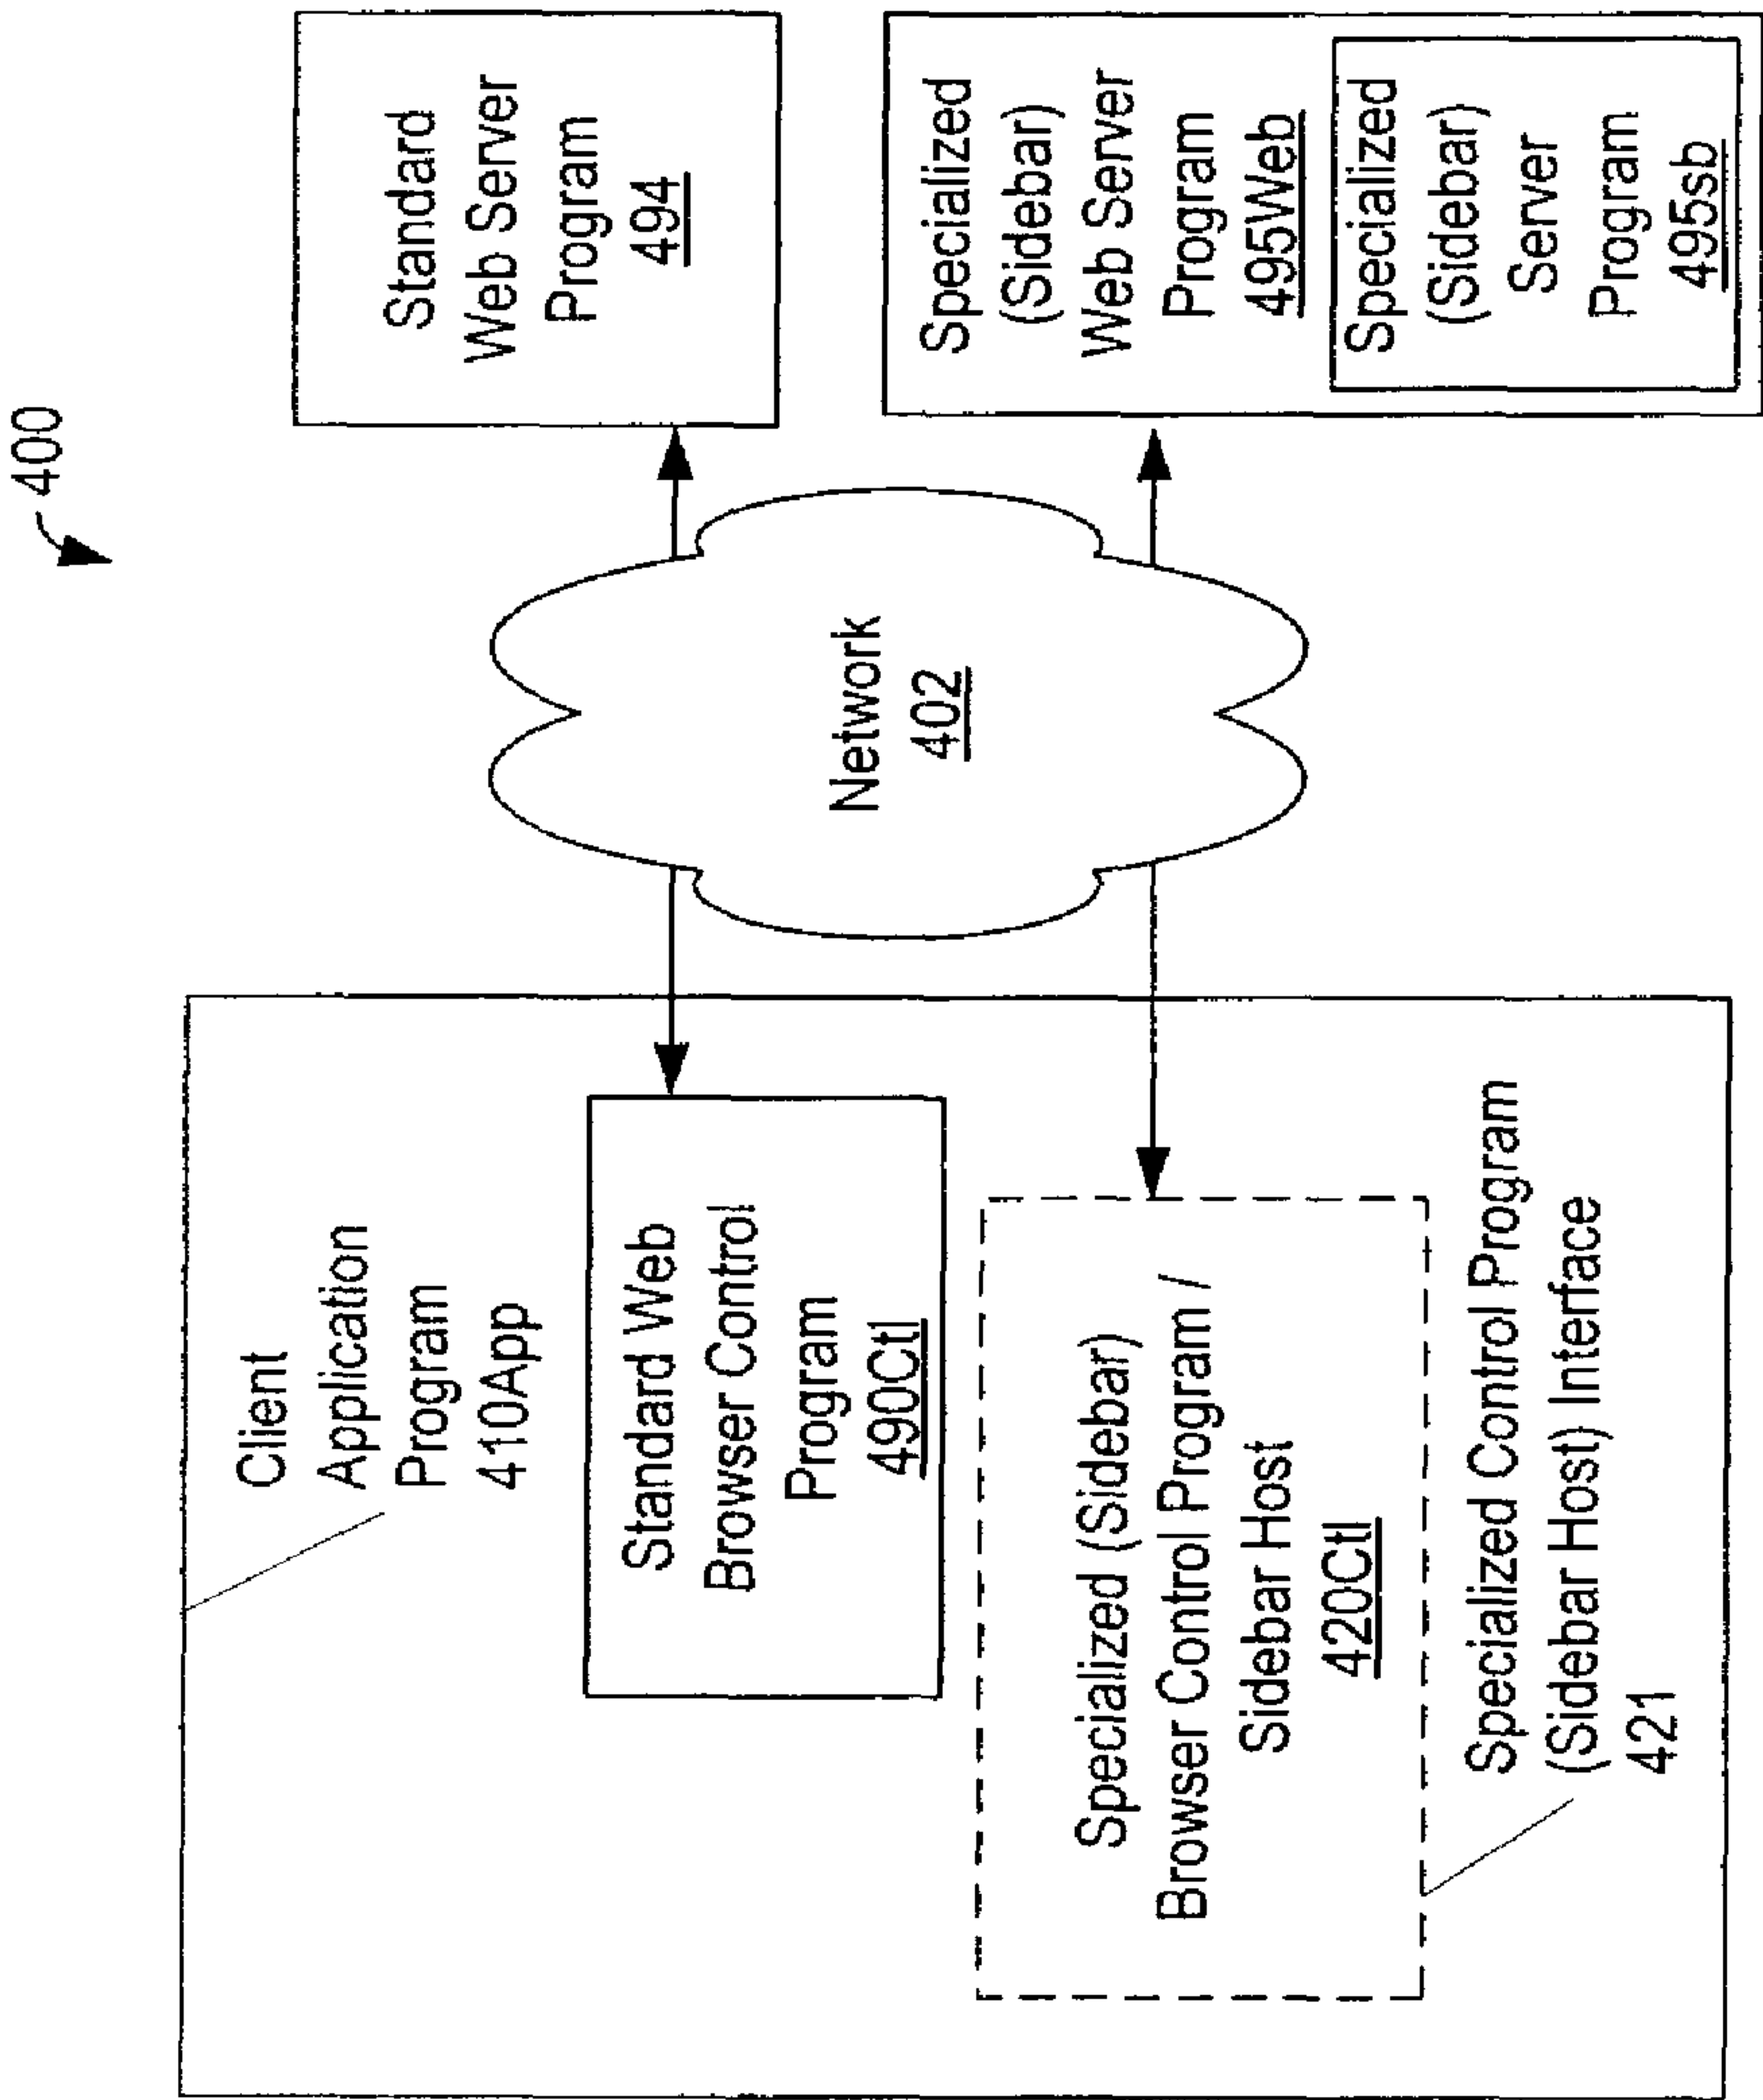 400
Client
Application
Program
410App
Standard Web
Browser Control
Program
490Ctl
Specialized (Sidebar)
Browser Control Program /
Sidebar Host
420Ctl
Specialized Control Program
(Sidebar Host) Interface
421
Network
402
Standard
Web Server
Program
494
Specialized
(Sidebar)
Web Server
Program
495Web
Specialized
(Sidebar)
Server
Program
495sb